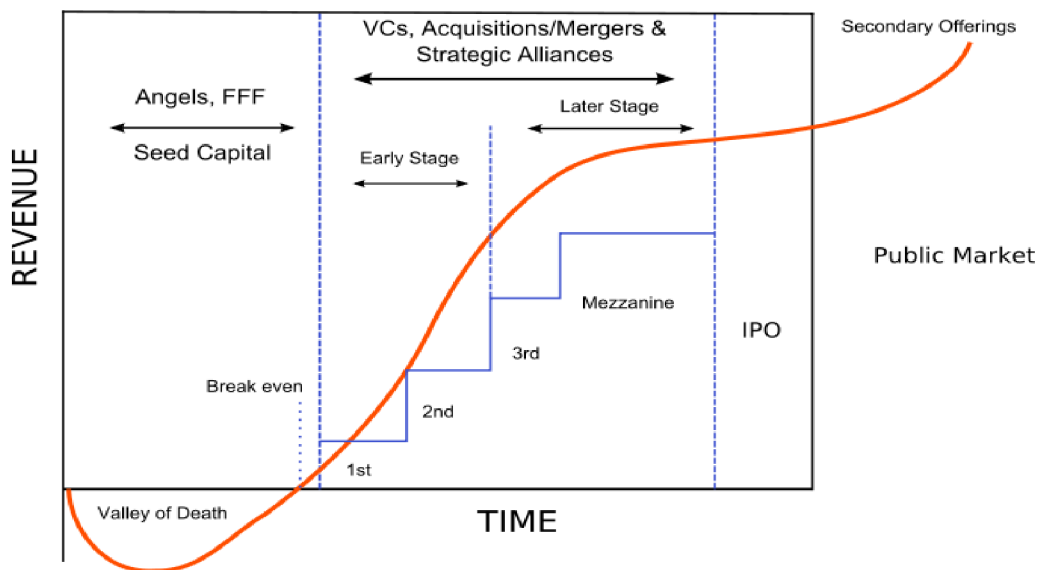 Secondary Offerings
VCs, Acquisitions/Mergers &
Strategic Alliances
Angels, FFF
Seed Capital
Later Stage
Early Stage
REVENUE
Public Market
Mezzanine
IPO
3rd
Break even
2nd
1st
Valley of Death
TIME